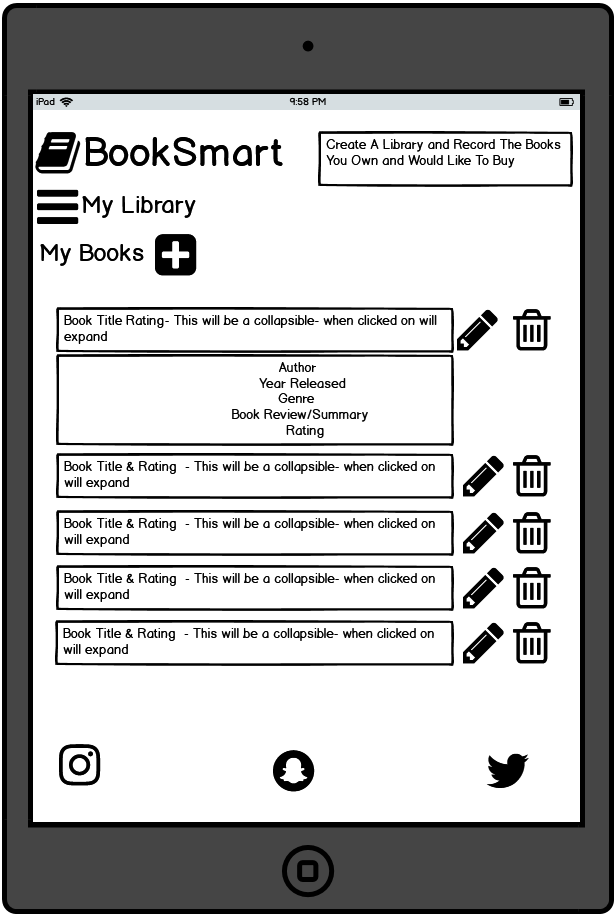 iPad
9:58 PM
BookSmart
Create A Library and Record The Books
You Own and Would Like To Buy
My Library
My Books
Book Title Rating- This will be a collapsible- when clicked on will
expand
Author
Year Released
Genre
Book Review/Summary
Rating
Book Title & Rating - This will be a collapsible- when clicked on
will expand
Book Title & Rating - This will be a collapsible- when clicked on
will expand
Book Title & Rating - This will be a collapsible- when clicked on
will expand
Book Title & Rating - This will be a collapsible- when clicked on
will expand